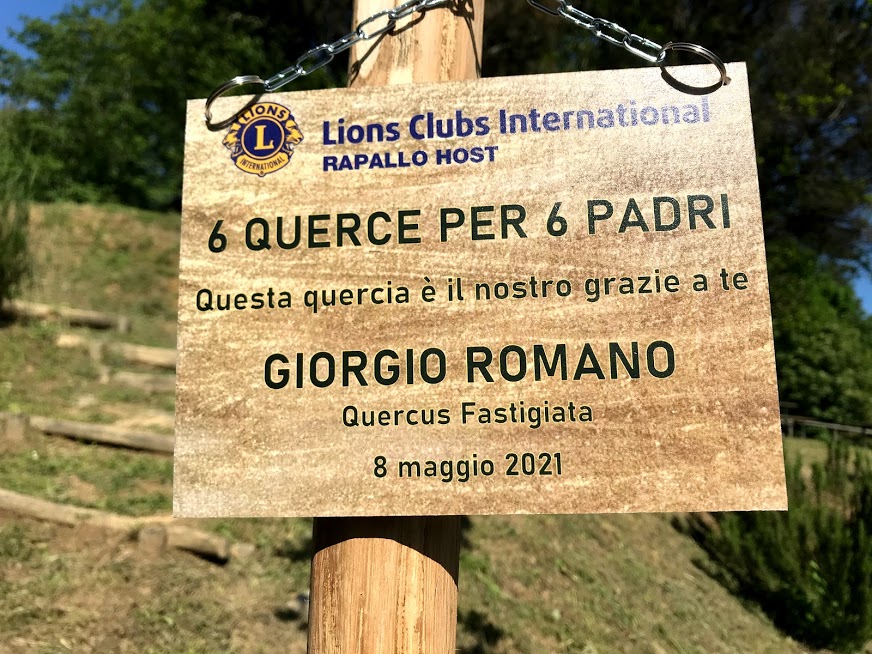 LIONS
L
INTERNATIONAL
Lions Clubs International
RAPALLO HOST
6 QUERCE PER 6 PADRI
Questa quercia è il nostro grazie a te
GIORGIO ROMANO
Quercus Fastigiata
8 maggio 2021